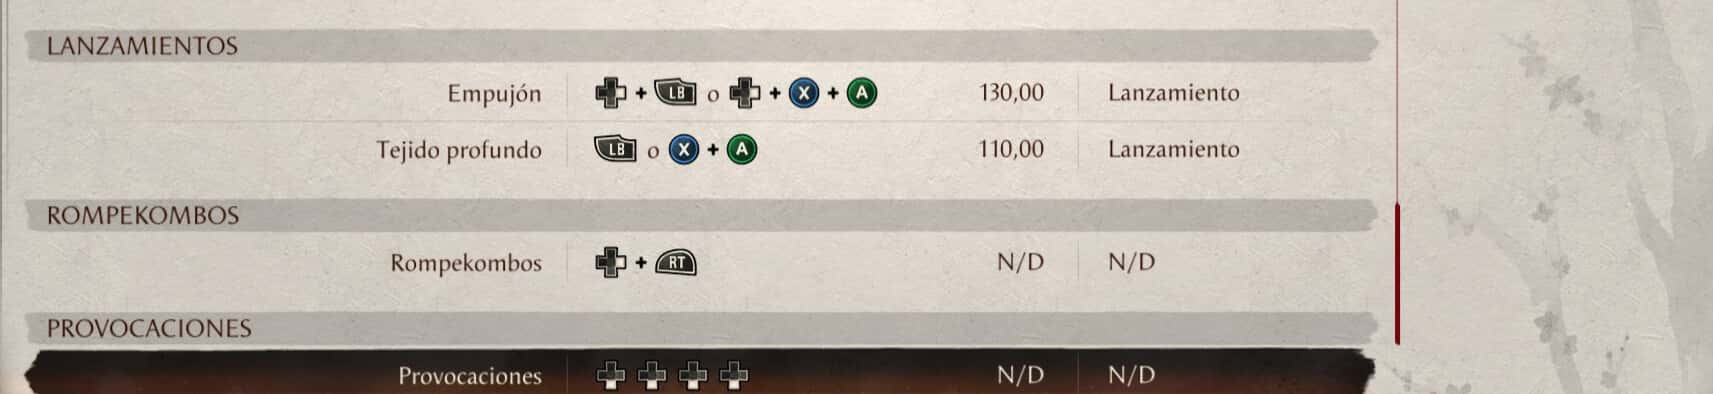 LANZAMIENTOS
Empujón + LB o + X + A 130,00 Lanzamiento
Tejido profundo LB o X + A 110,00 Lanzamiento
ROMPEKOMBOS
Rompekombos + RT N/D N/D
PROVOCACIONES
Provocaciones N/D N/D